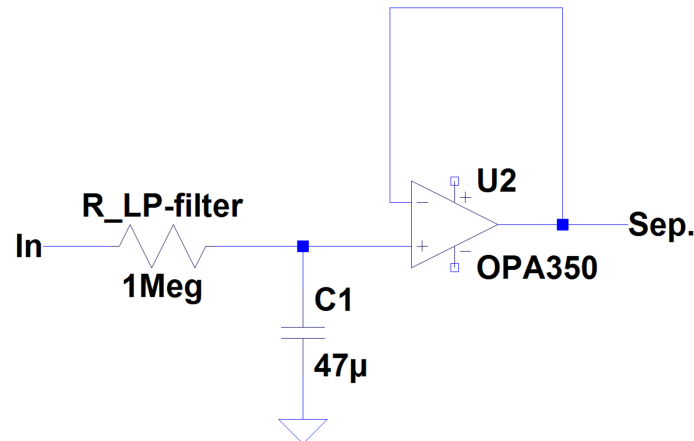 U2
R_LP-filter
In
Sep.
1Meg
OPA350
C1
47µ